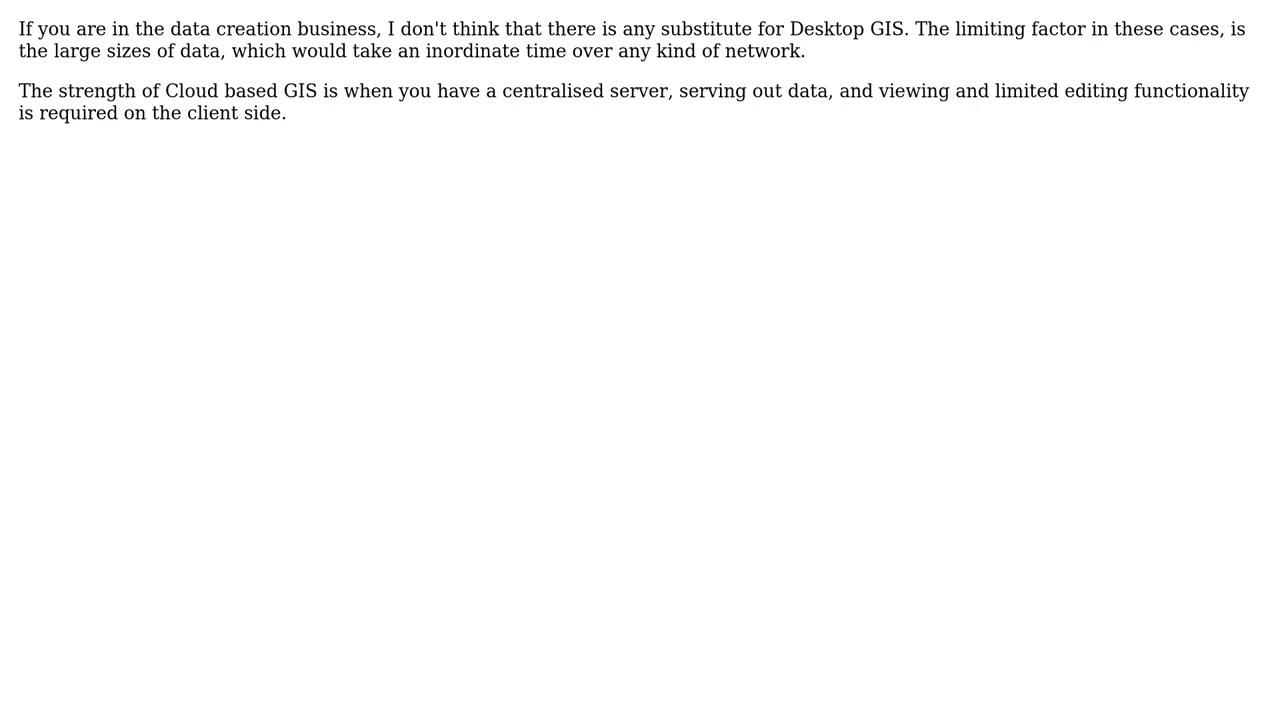 If you are in the data creation business, I don't think that there is any substitute for Desktop GIS. The limiting factor in these cases, is
the large sizes of data, which would take an inordinate time over any kind of network.
The strength of Cloud based GIS is when you have a centralised server, serving out data, and viewing and limited editing functionality
is required on the client side.